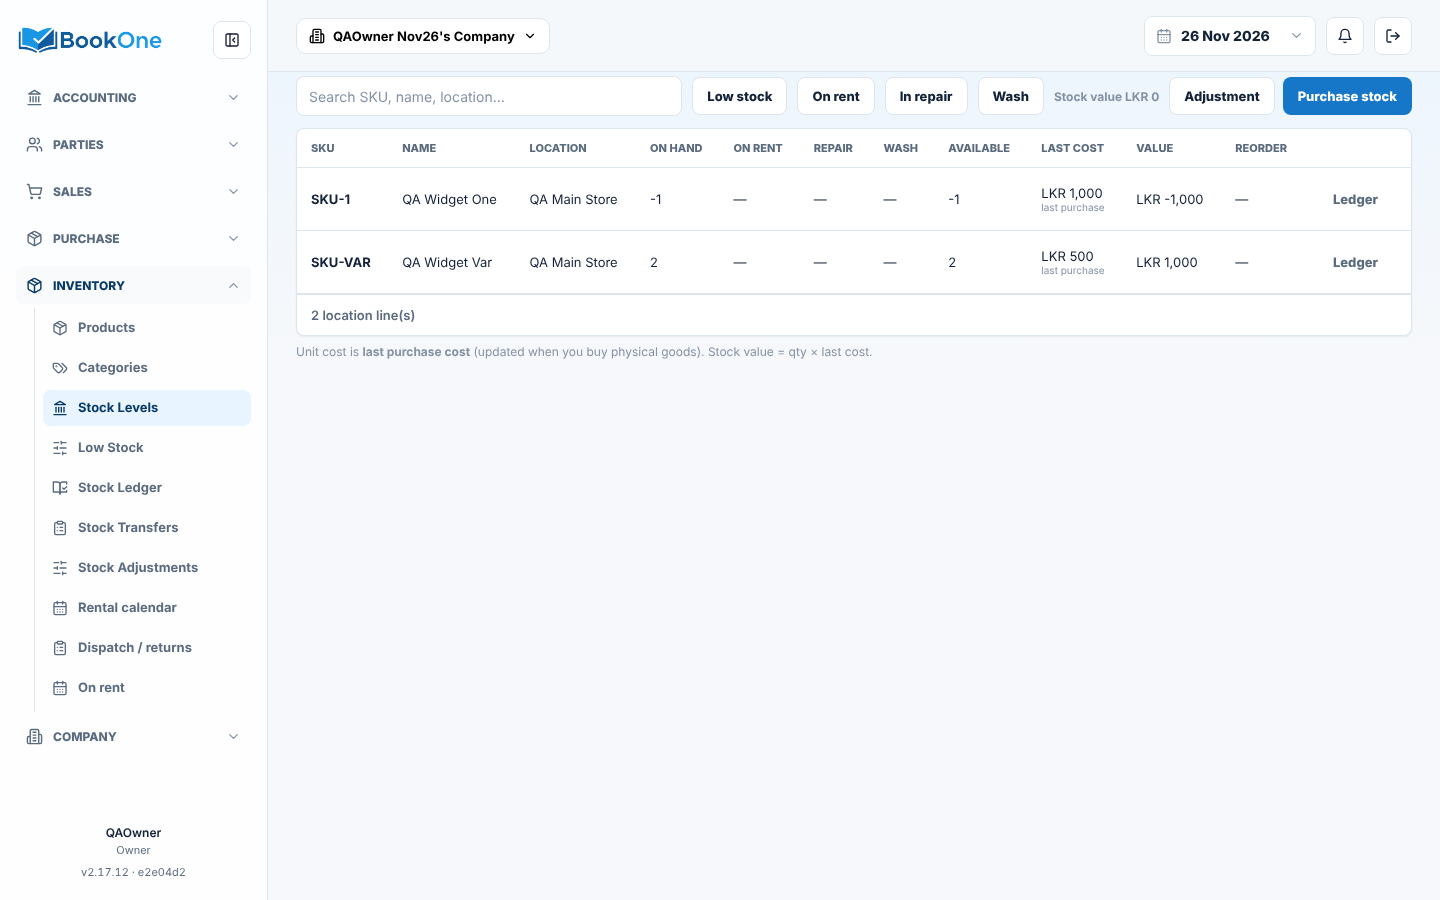 BookOne
QAOwner Nov26's Company
26 Nov 2026
ACCOUNTING
PARTIES
SALES
PURCHASE
INVENTORY
Products
Categories
Stock Levels
Low Stock
Stock Ledger
Stock Transfers
Stock Adjustments
Rental calendar
Dispatch / returns
On rent
COMPANY
QAOwner
Owner
v2.17.12 · e2e04d2
Search SKU, name, location...
Low stock
On rent
In repair
Wash
Stock value LKR 0
Adjustment
Purchase stock
SKU NAME LOCATION ON HAND ON RENT REPAIR WASH AVAILABLE LAST COST VALUE REORDER
SKU-1 QA Widget One QA Main Store -1 — — — -1 LKR 1,000 LKR -1,000 — Ledger
last purchase
SKU-VAR QA Widget Var QA Main Store 2 — — — 2 LKR 500 LKR 1,000 — Ledger
last purchase
2 location line(s)
Unit cost is last purchase cost (updated when you buy physical goods). Stock value = qty × last cost.